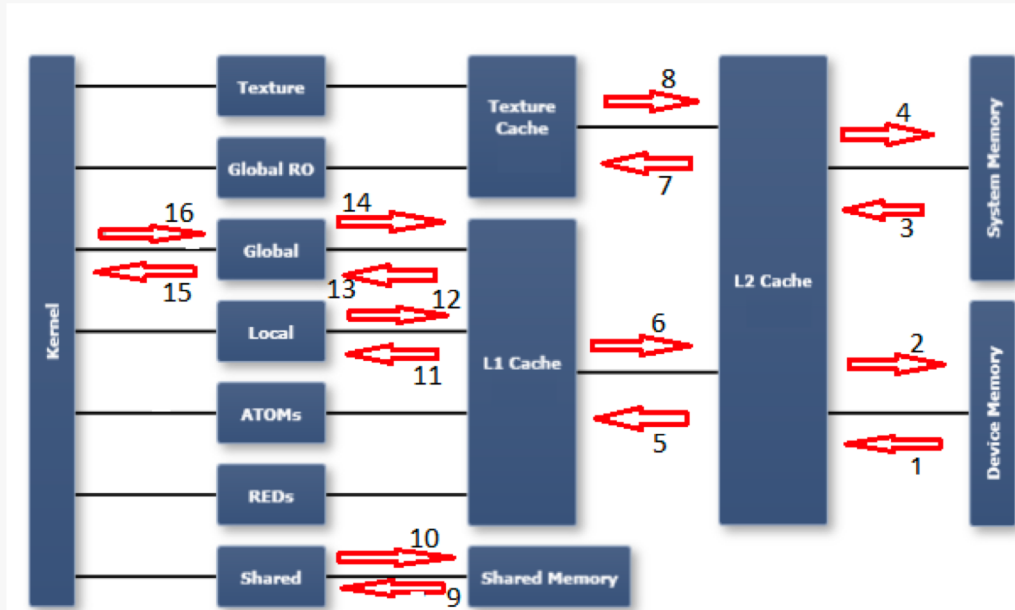 8
Texture
4
Texture
Cache
System Memory
Global RO
7
16
14
3
Global
15
13
12
L2 Cache
Kernel
Local
6
2
L1 Cache
11
ATOMs
5
1
Device Memory
REDs
10
Shared
Shared Memory
9